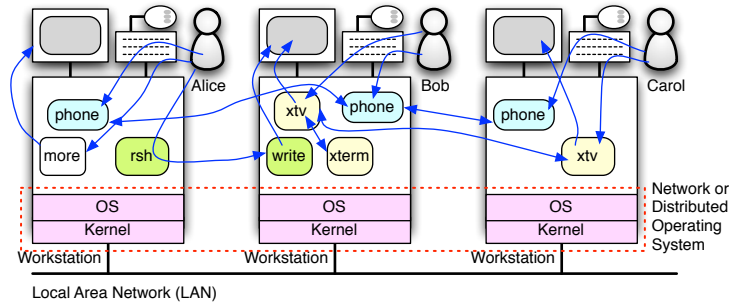 Alice
Bob
Carol
phone
more
rsh
xtv
phone
write
xterm
phone
xtv
OS
Kernel
OS
Kernel
OS
Kernel
Network or
Distributed
Operating
System
Workstation
Workstation
Workstation
Local Area Network (LAN)